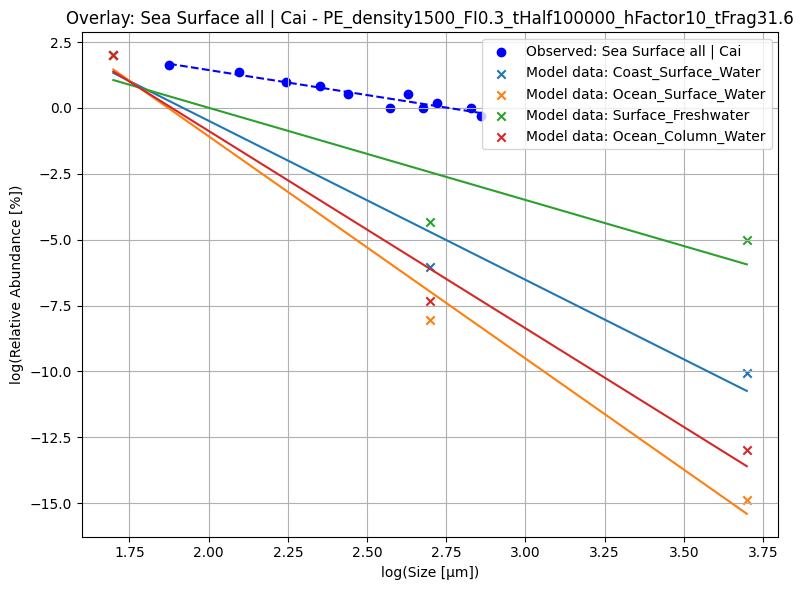 Overlay: Sea Surface all | Cai - PE_density1500_FI0.3_tHalf100000_hFactor10_tFrag31.6
Observed: Sea Surface all | Cai
Model data: Coast_Surface_Water
Model data: Ocean_Surface_Water
Model data: Surface_Freshwater
Model data: Ocean_Column_Water
log(Relative Abundance [%])
2.5
0.0
−2.5
−5.0
−7.5
−10.0
−12.5
−15.0
1.75
2.00
2.25
2.50
2.75
3.00
3.25
3.50
3.75
log(Size [μm])